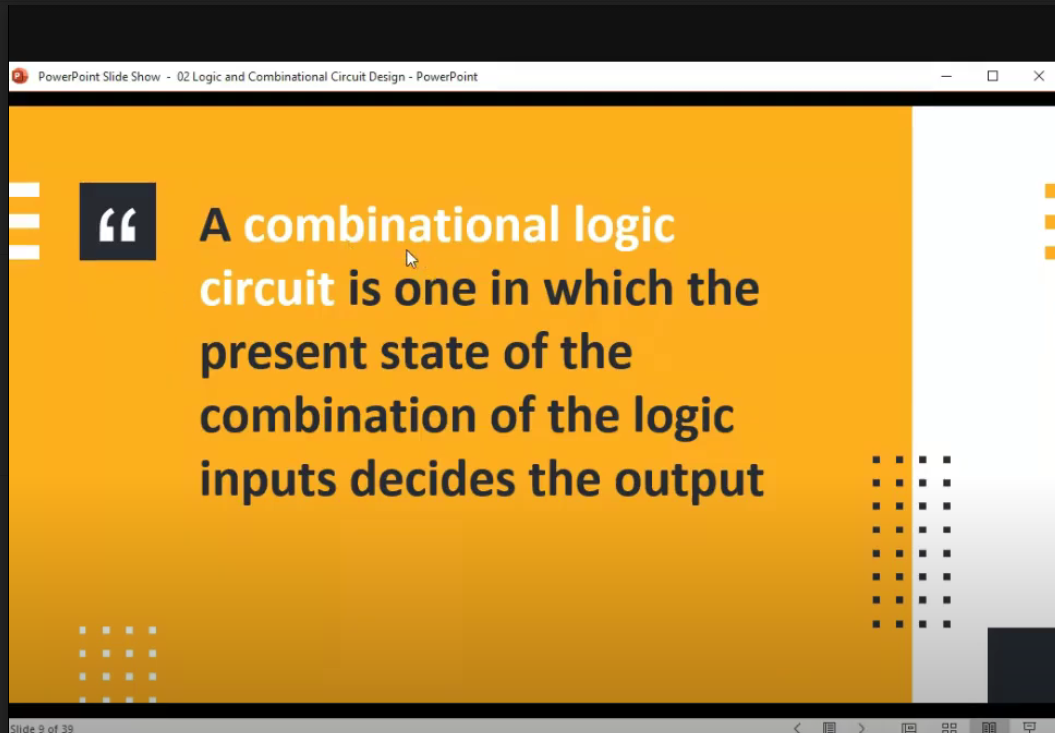 PowerPoint Slide Show - 02 Logic and Combinational Circuit Design - PowerPoint
“
A combinational logic
circuit is one in which the
present state of the
combination of the logic
inputs decides the output
Slide 9 of 39